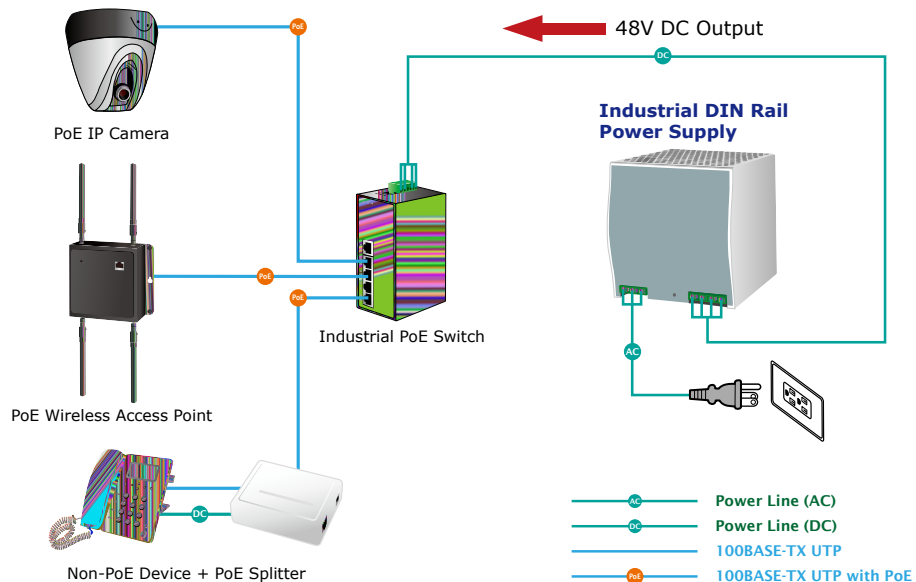 PoE
48V DC Output
DC
PoE IP Camera
Industrial DIN Rail
Power Supply
PoE
PoE
Industrial PoE Switch
AC
PoE Wireless Access Point
DC
Non-PoE Device + PoE Splitter
AC Power Line (AC)
DC Power Line (DC)
100BASE-TX UTP
PoE 100BASE-TX UTP with PoE